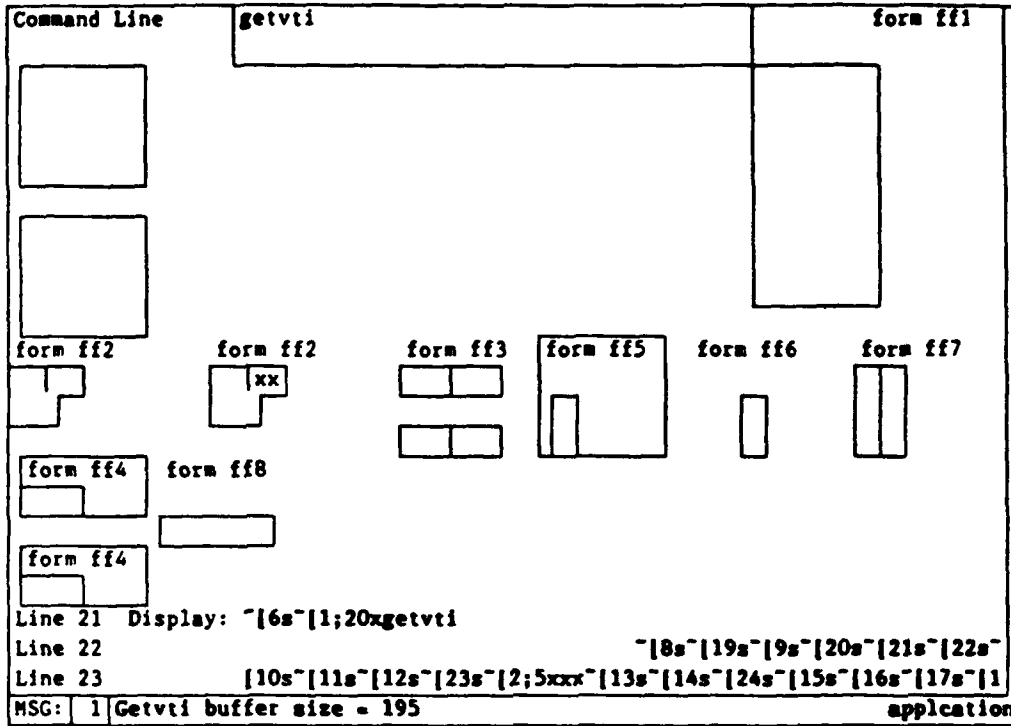 Command Line getvti form ff1
form ff2 form ff2 form ff3 form ff5 form ff6 form ff7
xx
form ff4 form ff8
form ff4
Line 21 Display: ~[6s~[1;20xgetvti
Line 22 ~[8s~[19s~[9s~[20s~[21s~[22s~
Line 23 [10s~[11s~[12s~[23s~[2;5xxx~[13s~[14s~[24s~[15s~[16s~[17s~[1
MSG: 1 Getvti buffer size = 195 applcation